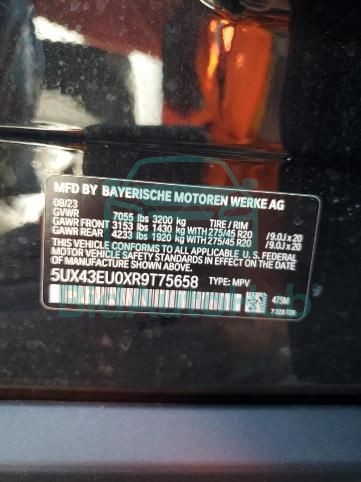 MFD BY BAYERISCHE MOTOREN WERKE AG
08/23
GVWR 7055 lbs 3200 kg TIRE / RIM
GAWR FRONT 3153 lbs 1430 kg WITH 275/45 R20 /9.0J x 20
GAWR REAR 4233 lbs 1920 kg WITH 275/45 R20 /9.0J x 20
THIS VEHICLE CONFORMS TO ALL APPLICABLE U.S. FEDERAL
SAFETY STANDARDS IN EFFECT ON
THE DATE OF MANUFACTURE SHOWN ABOVE.
5UX43EU0XR9T75658 TYPE: MPV
475M